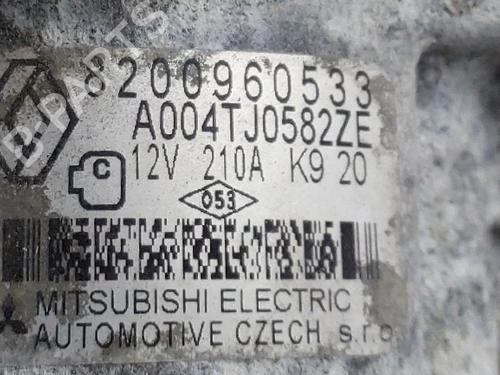 8200960533
A004TJ0582ZE
12V 210A K9 20
C
053
MITSUBISHI ELECTRIC
AUTOMOTIVE CZECH s.r.o
B-PARTS